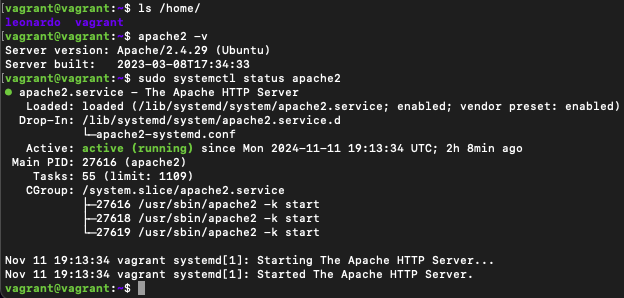 [vagrant@vagrant:~$ ls /home/
leonardo vagrant
[vagrant@vagrant:~$ apache2 -v
Server version: Apache/2.4.29 (Ubuntu)
Server built:   2023-03-08T17:34:33
[vagrant@vagrant:~$ sudo systemctl status apache2
● apache2.service - The Apache HTTP Server
   Loaded: loaded (/lib/systemd/system/apache2.service; enabled; vendor preset: enabled)
  Drop-In: /lib/systemd/system/apache2.service.d
           └─apache2-systemd.conf
   Active: active (running) since Mon 2024-11-11 19:13:34 UTC; 2h 8min ago
 Main PID: 27616 (apache2)
    Tasks: 55 (limit: 1109)
   CGroup: /system.slice/apache2.service
           ├─27616 /usr/sbin/apache2 -k start
           ├─27618 /usr/sbin/apache2 -k start
           └─27619 /usr/sbin/apache2 -k start
Nov 11 19:13:34 vagrant systemd[1]: Starting The Apache HTTP Server...
Nov 11 19:13:34 vagrant systemd[1]: Started The Apache HTTP Server.
vagrant@vagrant:~$